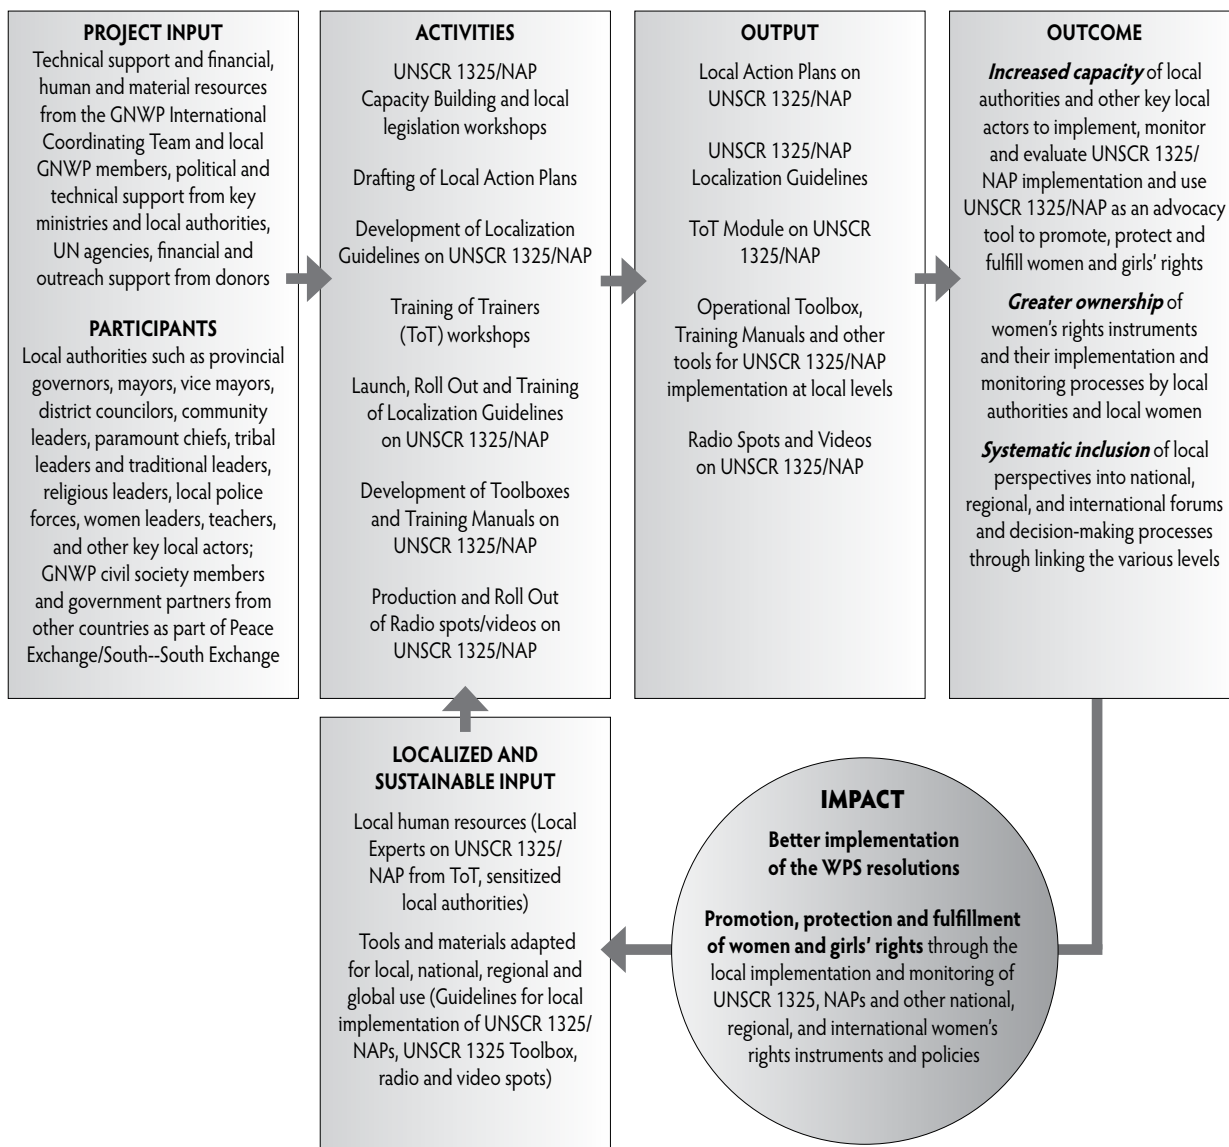 PROJECT INPUT
Technical support and financial,
human and material resources
from the GNWP International
Coordinating Team and local
GNWP members, political and
technical support from key
ministries and local authorities,
UN agencies, financial and
outreach support from donors
PARTICIPANTS
Local authorities such as provincial
governors, mayors, vice mayors,
district councilors, community
leaders, paramount chiefs, tribal
leaders and traditional leaders,
religious leaders, local police
forces, women leaders, teachers,
and other key local actors;
GNWP civil society members
and government partners from
other countries as part of Peace
Exchange/South--South Exchange
ACTIVITIES
UNSCR 1325/NAP
Capacity Building and local
legislation workshops
Drafting of Local Action Plans
Development of Localization
Guidelines on UNSCR 1325/NAP
Training of Trainers
(ToT) workshops
Launch, Roll Out and Training
of Localization Guidelines
on UNSCR 1325/NAP
Development of Toolboxes
and Training Manuals on
UNSCR 1325/NAP
Production and Roll Out
of Radio spots/videos on
UNSCR 1325/NAP
OUTPUT
Local Action Plans on
UNSCR 1325/NAP
UNSCR 1325/NAP
Localization Guidelines
ToT Module on UNSCR
1325/NAP
Operational Toolbox,
Training Manuals and other
tools for UNSCR 1325/NAP
implementation at local levels
Radio Spots and Videos
on UNSCR 1325/NAP
OUTCOME
Increased capacity of local
authorities and other key local
actors to implement, monitor
and evaluate UNSCR 1325/
NAP implementation and use
UNSCR 1325/NAP as an advocacy
tool to promote, protect and
fulfill women and girls' rights
Greater ownership of
women's rights instruments
and their implementation and
monitoring processes by local
authorities and local women
Systematic inclusion of local
perspectives into national,
regional, and international forums
and decision-making processes
through linking the various levels
LOCALIZED AND
SUSTAINABLE INPUT
Local human resources (Local
Experts on UNSCR 1325/
NAP from ToT, sensitized
local authorities)
Tools and materials adapted
for local, national, regional and
global use (Guidelines for local
implementation of UNSCR 1325/
NAPs, UNSCR 1325 Toolbox,
radio and video spots)
IMPACT
Better implementation
of the WPS resolutions
Promotion, protection and fulfillment
of women and girls' rights through the
local implementation and monitoring of
UNSCR 1325, NAPs and other national,
regional, and international women's
rights instruments and policies